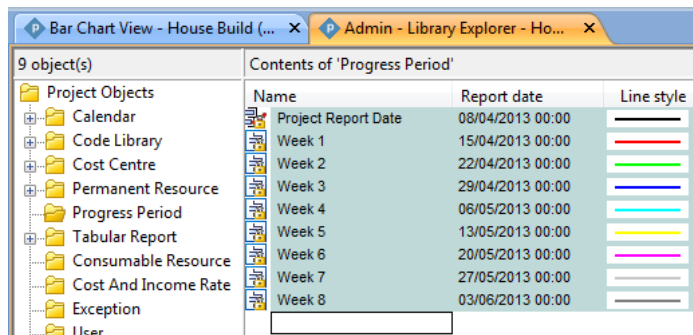 Bar Chart View - House Build (... Admin - Library Explorer - Ho...
9 object(s) Contents of 'Progress Period'
Project Objects
Calendar
Code Library
Cost Centre
Permanent Resource
Progress Period
Tabular Report
Consumable Resource
Cost And Income Rate
Exception
User
Name Report date Line style
Project Report Date 08/04/2013 00:00
Week 1 15/04/2013 00:00
Week 2 22/04/2013 00:00
Week 3 29/04/2013 00:00
Week 4 06/05/2013 00:00
Week 5 13/05/2013 00:00
Week 6 20/05/2013 00:00
Week 7 27/05/2013 00:00
Week 8 03/06/2013 00:00